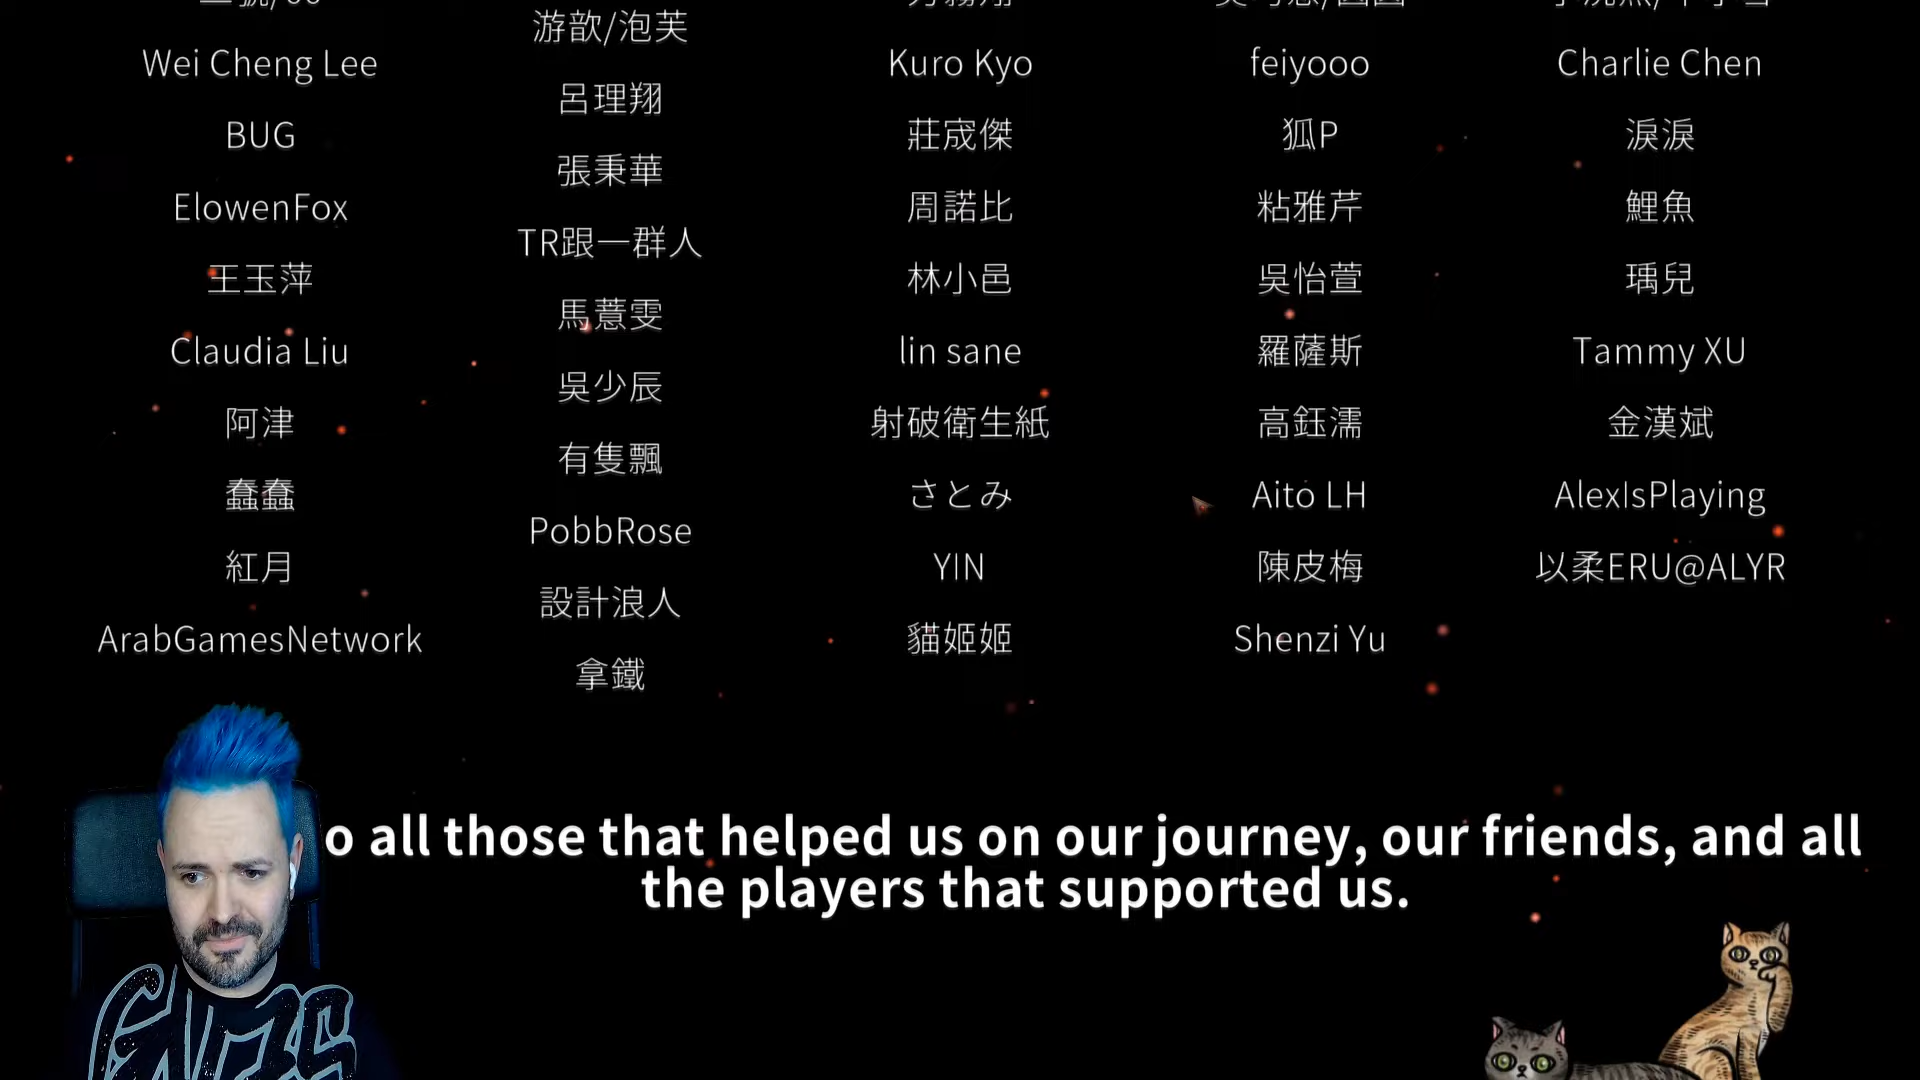 游歆/泡芙
Wei Cheng Lee
Kuro Kyo
feiyooo
Charlie Chen
呂理翔
BUG
莊宬傑
狐P
淚淚
張秉華
ElowenFox
周諾比
粘雅芹
鯉魚
TR跟一群人
王玉萍
林小邑
吳怡萱
瑀兒
馬薏雯
Claudia Liu
lin sane
羅薩斯
Tammy XU
吳少辰
阿津
射破衛生紙
高鈺濡
金漢斌
有隻飄
蠢蠢
さとみ
Aito LH
AlexIsPlaying
PobbRose
紅月
YIN
陳皮梅
以柔ERU@ALYR
設計浪人
ArabGamesNetwork
貓姬姬
Shenzi Yu
拿鐵
o all those that helped us on our journey, our friends, and all
the players that supported us.